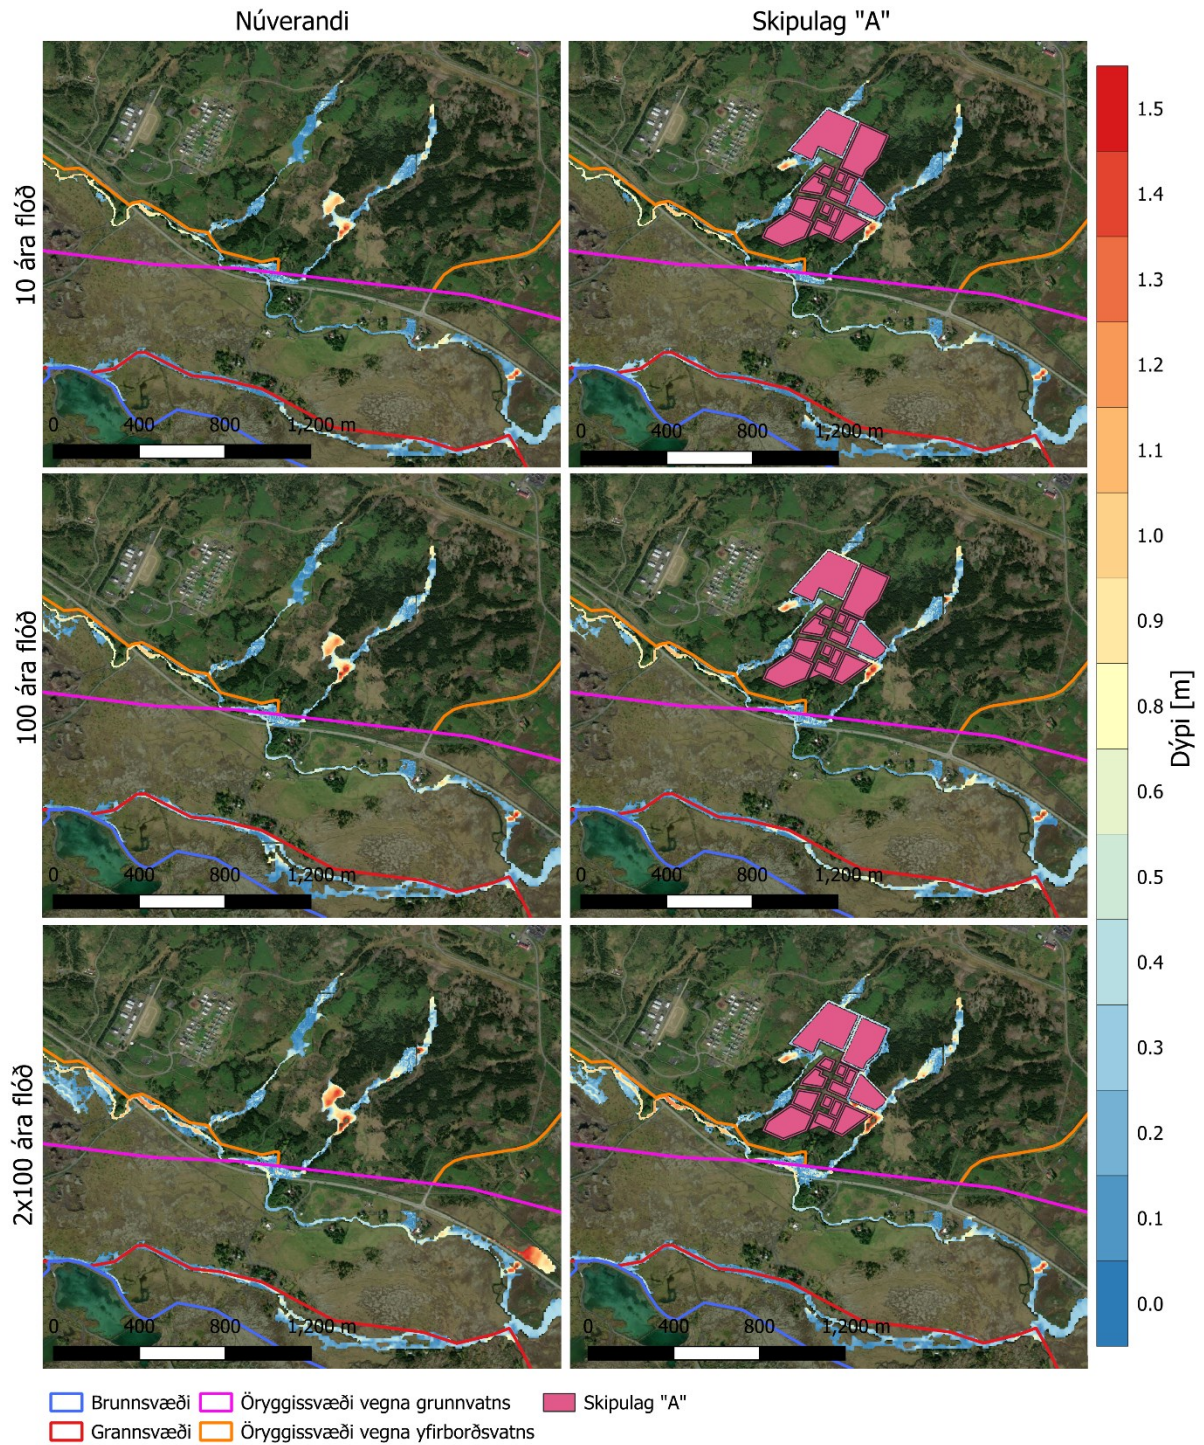 Núverandi
Skipulag "A"
10 ára flóð
0 400 800 1,200 m
0 400 800 1,200 m
100 ára flóð
0 400 800 1,200 m
0 400 800 1,200 m
2x100 ára flóð
0 400 800 1,200 m
0 400 800 1,200 m
1.5
1.4
1.3
1.2
1.1
1.0
0.9
0.8
0.6
0.5
0.4
0.3
0.2
0.1
0.0
Dýpi [m]
Brunnsvæði
Öryggissvæði vegna grunnvatns
Skipulag "A"
Grannsvæði
Öryggissvæði vegna yfirborðsvatns